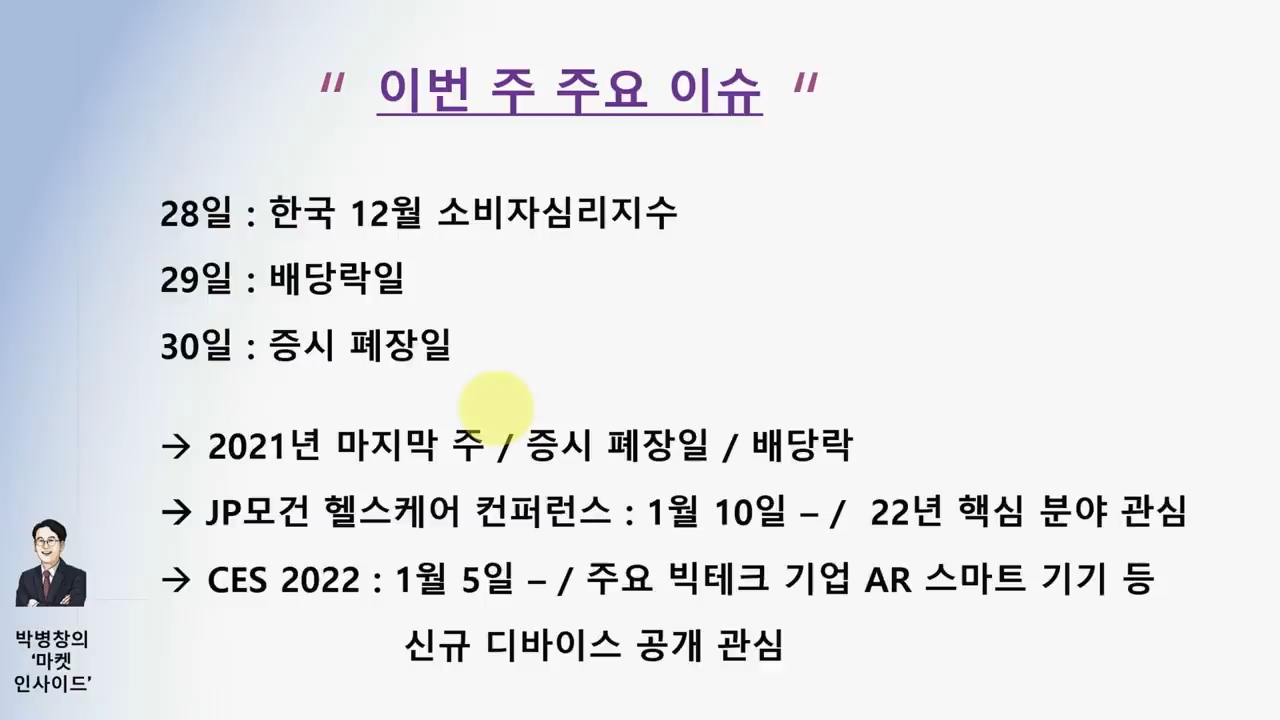 “ 이번 주 주요 이슈 “
28일 : 한국 12월 소비자심리지수
29일 : 배당락일
30일 : 증시 폐장일
→ 2021년 마지막 주 / 증시 폐장일 / 배당락
→ JP모건 헬스케어 컨퍼런스 : 1월 10일 – / 22년 핵심 분야 관심
→ CES 2022 : 1월 5일 – / 주요 빅테크 기업 AR 스마트 기기 등
신규 디바이스 공개 관심
박병창의
‘마켓
인사이드’